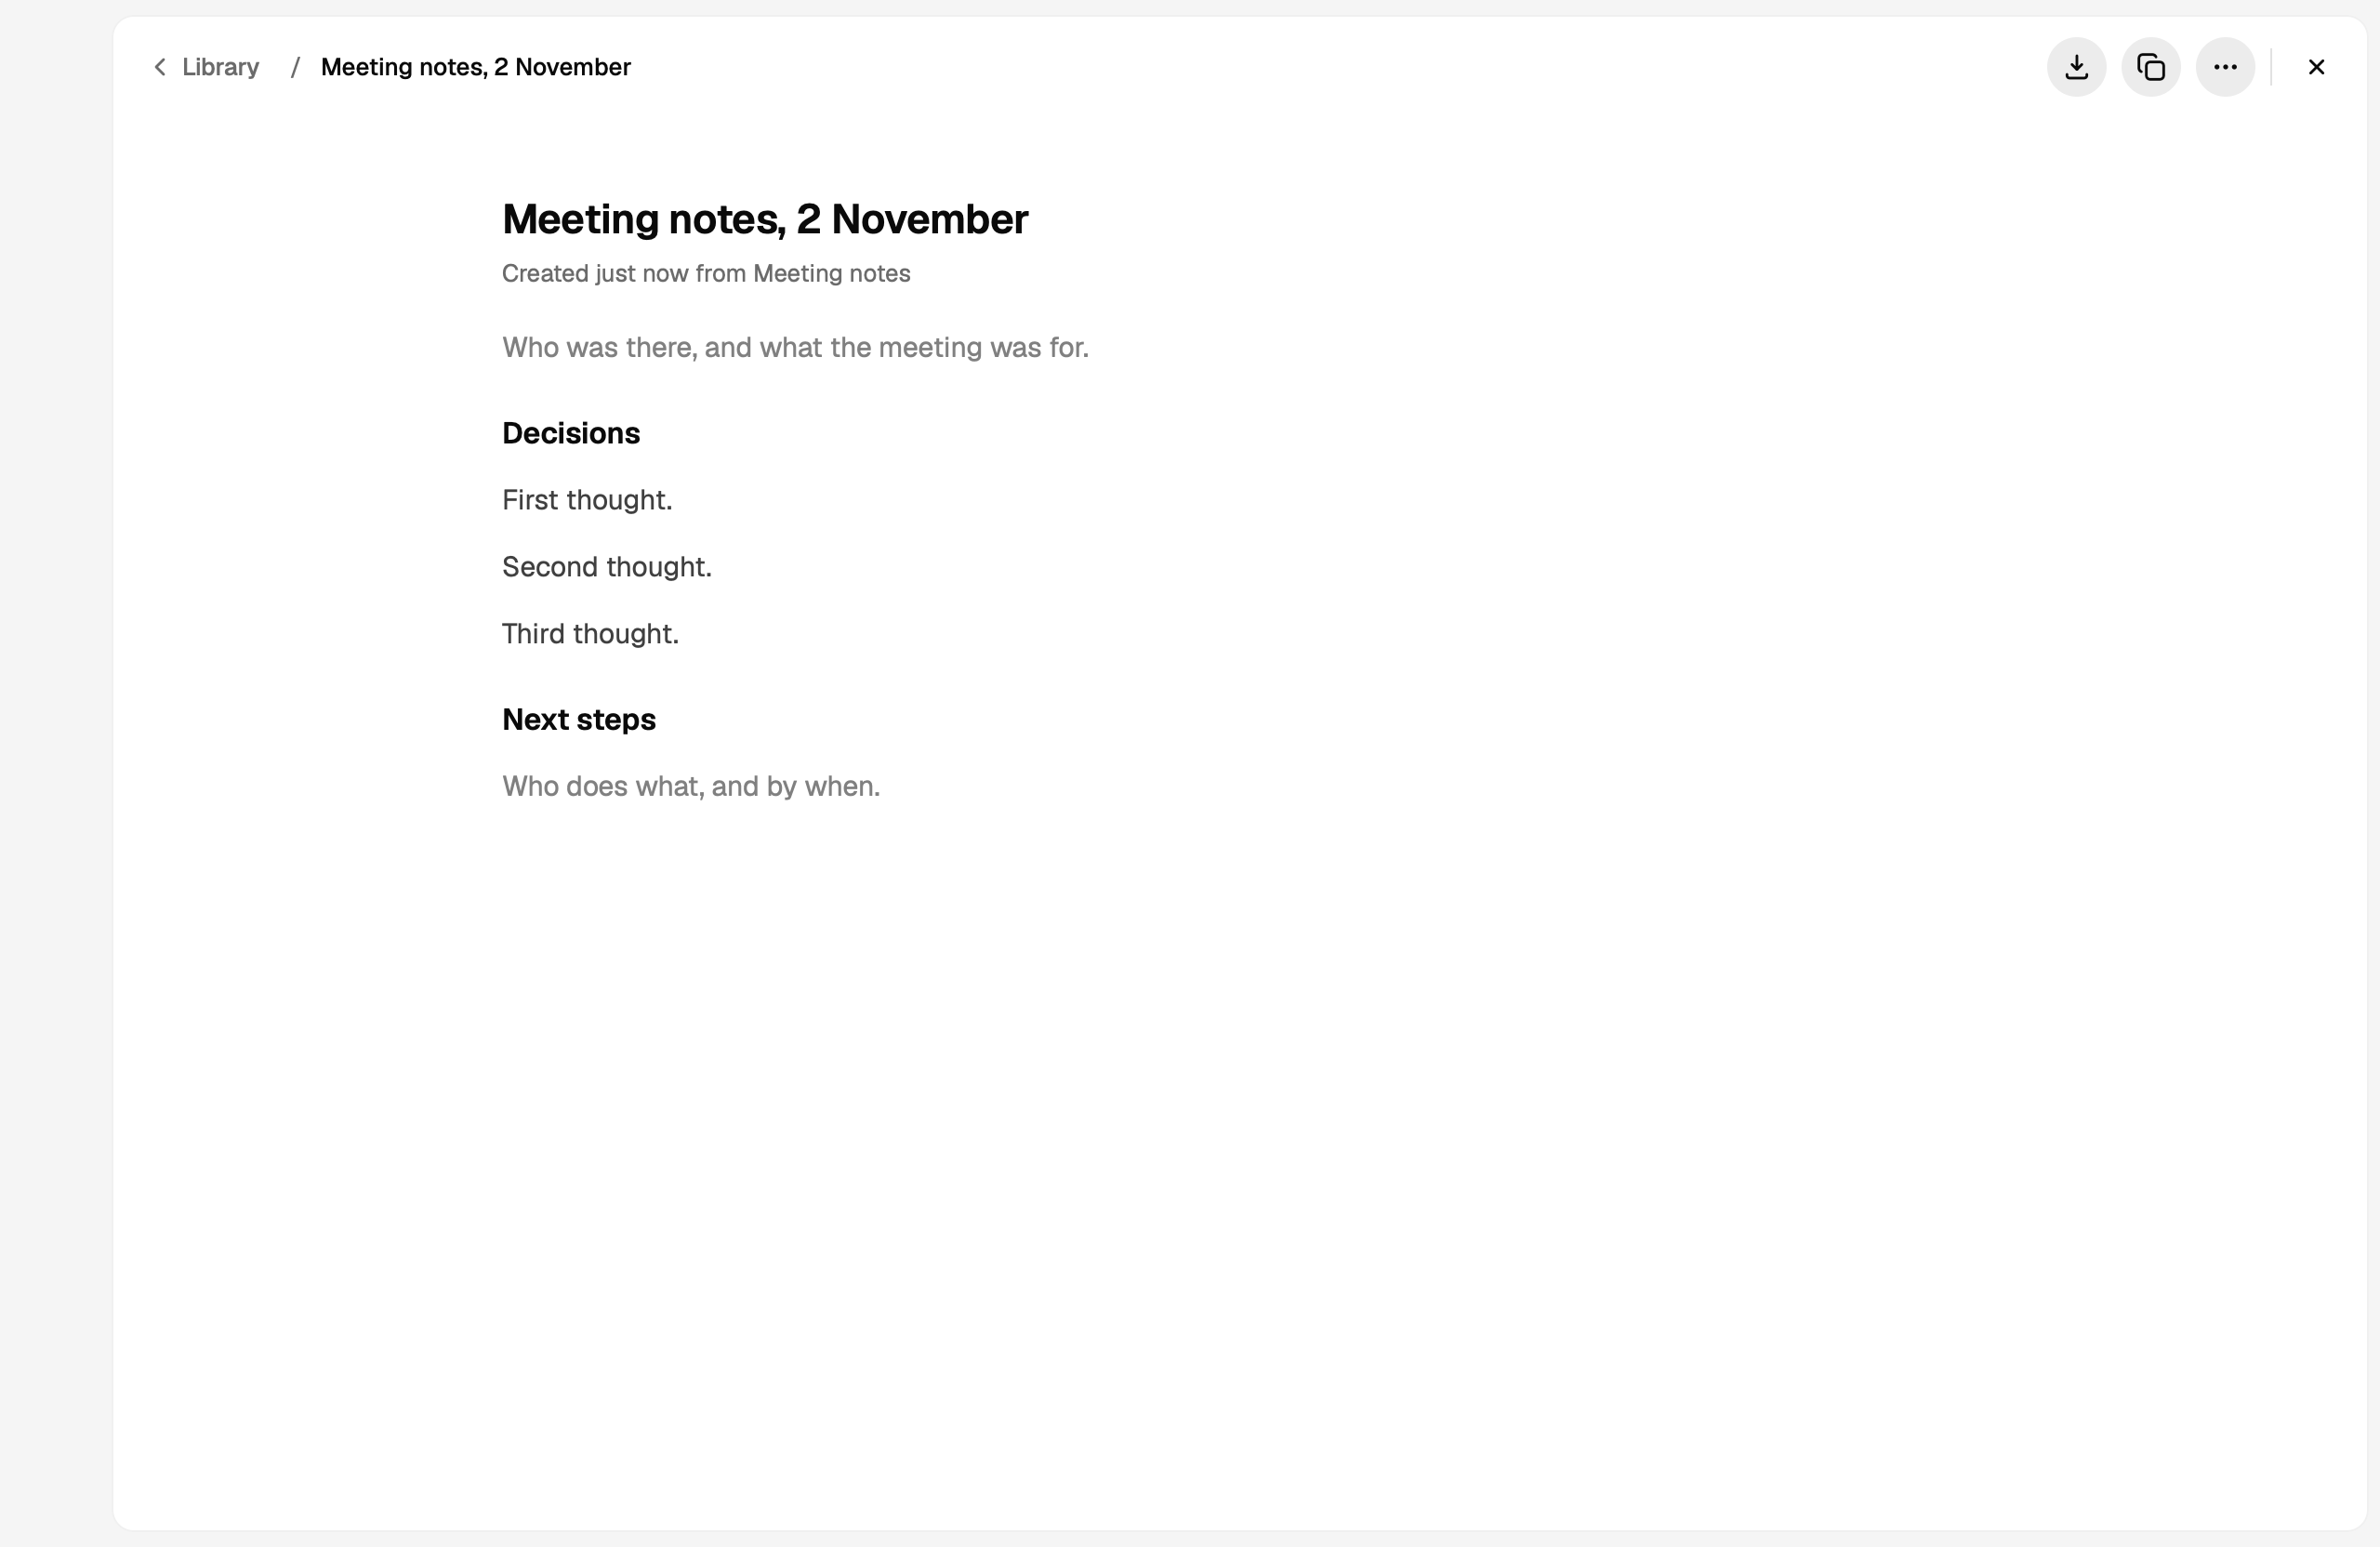 Library / Meeting notes, 2 November
Meeting notes, 2 November
Created just now from Meeting notes
Who was there, and what the meeting was for.
Decisions
First thought.
Second thought.
Third thought.
Next steps
Who does what, and by when.